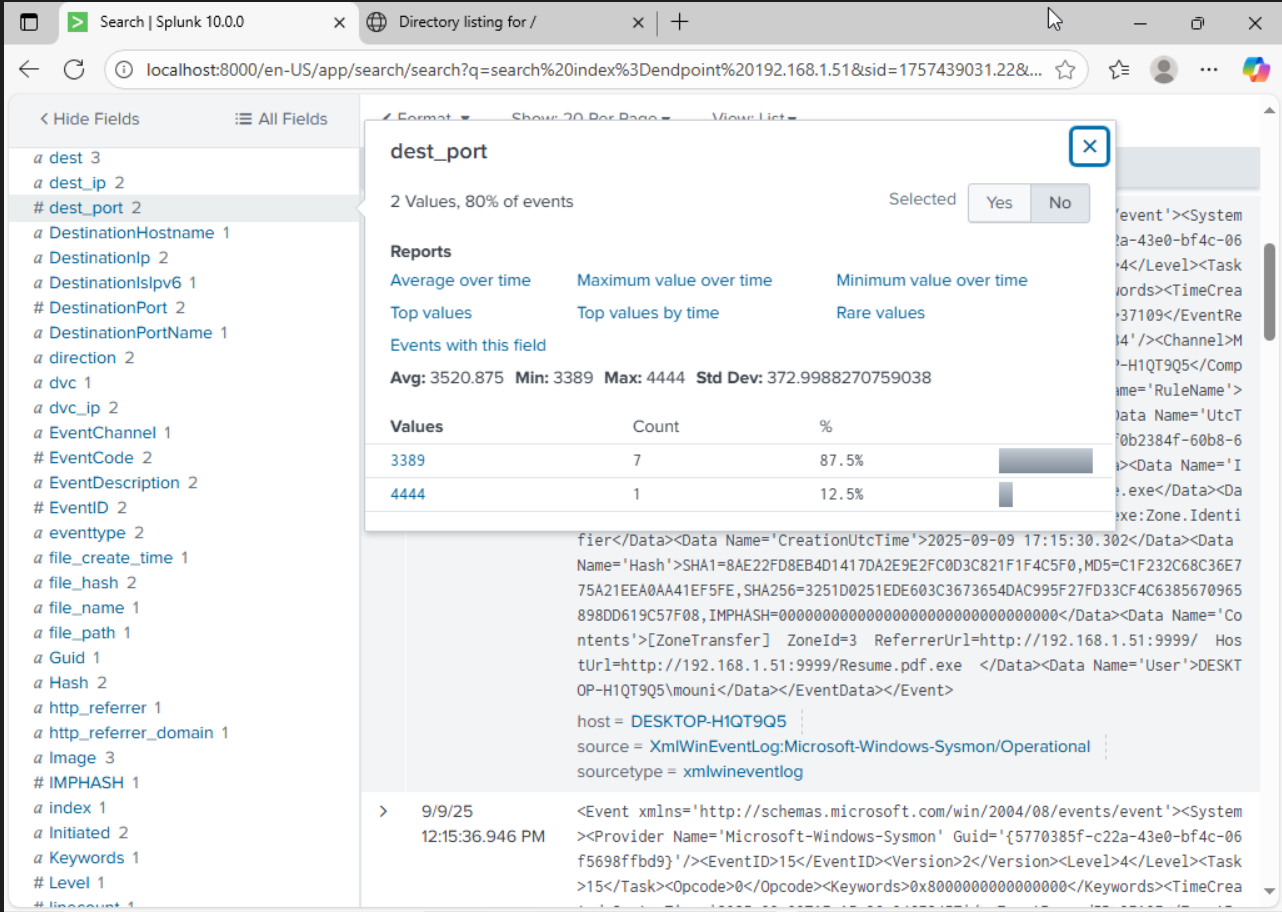 Search | Splunk 10.0.0
Directory listing for /
localhost:8000/en-US/app/search/search?q=search%20index%3Dendpoint%20192.168.1.51&sid=1757439031.22&...
Hide Fields
All Fields
Format
Show: 20 Per Page
View: List
a dest 3
a dest_ip 2
# dest_port 2
a DestinationHostname 1
a DestinationIp 2
a DestinationIsIpv6 1
# DestinationPort 2
a DestinationPortName 1
a direction 2
a dvc 1
a dvc_ip 2
a EventChannel 1
# EventCode 2
a EventDescription 2
# EventID 2
a eventtype 2
a file_create_time 1
a file_hash 2
a file_name 1
a file_path 1
a Guid 1
a Hash 2
a http_referrer 1
a http_referrer_domain 1
a Image 3
# IMPHASH 1
a index 1
a Initiated 2
a Keywords 1
# Level 1
# linecount 1
dest_port
2 Values, 80% of events
Selected
Yes
No
Reports
Average over time
Maximum value over time
Minimum value over time
Top values
Top values by time
Rare values
Events with this field
Avg: 3520.875 Min: 3389 Max: 4444 Std Dev: 372.9988270759038
Values Count %
3389 7 87.5%
4444 1 12.5%
/event'><System
2a-43e0-bf4c-06
>4</Level><Task
words><TimeCrea
>37109</EventRe
34'/><Channel>M
P-H1QT9Q5</Comp
ame='RuleName'>
Data Name='UtcT
f0b2384f-60b8-6
a><Data Name='I
e.exe</Data><Da
exe:Zone.Identi
fier</Data><Data Name='CreationUtcTime'>2025-09-09 17:15:30.302</Data><Data
Name='Hash'>SHA1=8AE22FD8EB4D1417DA2E9E2FC0D3C821F1F4C5F0,MD5=C1F232C68C36E7
75A21EEA0AA41EF5FE,SHA256=3251D0251EDE603C3673654DAC995F27FD33CF4C6385670965
898DD619C57F08,IMPHASH=00000000000000000000000000000000</Data><Data Name='Co
ntents'>[ZoneTransfer] ZoneId=3 ReferrerUrl=http://192.168.1.51:9999/ Hos
tUrl=http://192.168.1.51:9999/Resume.pdf.exe </Data><Data Name='User'>DESKT
OP-H1QT9Q5\mouni</Data></EventData></Event>
host = DESKTOP-H1QT9Q5
source = XmlWinEventLog:Microsoft-Windows-Sysmon/Operational
sourcetype = xmlwineventlog
9/9/25
12:15:36.946 PM
<Event xmlns='http://schemas.microsoft.com/win/2004/08/events/event'><System
><Provider Name='Microsoft-Windows-Sysmon' Guid='{5770385f-c22a-43e0-bf4c-06
f5698ffbd9}'/><EventID>15</EventID><Version>2</Version><Level>4</Level><Task
>15</Task><Opcode>0</Opcode><Keywords>0x8000000000000000</Keywords><TimeCrea